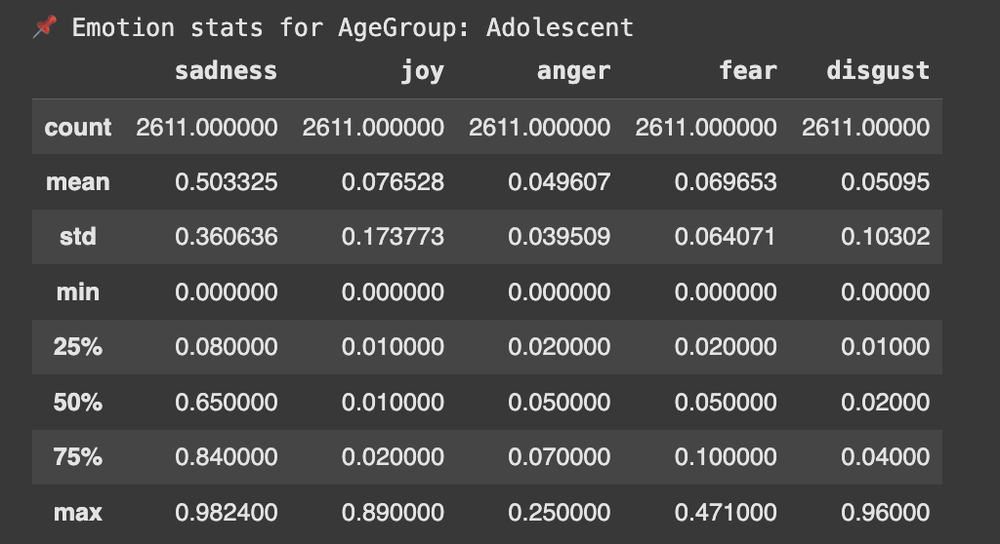 📌 Emotion stats for AgeGroup: Adolescent
sadness joy anger fear disgust
count 2611.000000 2611.000000 2611.000000 2611.000000 2611.00000
mean 0.503325 0.076528 0.049607 0.069653 0.05095
std 0.360636 0.173773 0.039509 0.064071 0.10302
min 0.000000 0.000000 0.000000 0.000000 0.00000
25% 0.080000 0.010000 0.020000 0.020000 0.01000
50% 0.650000 0.010000 0.050000 0.050000 0.02000
75% 0.840000 0.020000 0.070000 0.100000 0.04000
max 0.982400 0.890000 0.250000 0.471000 0.96000